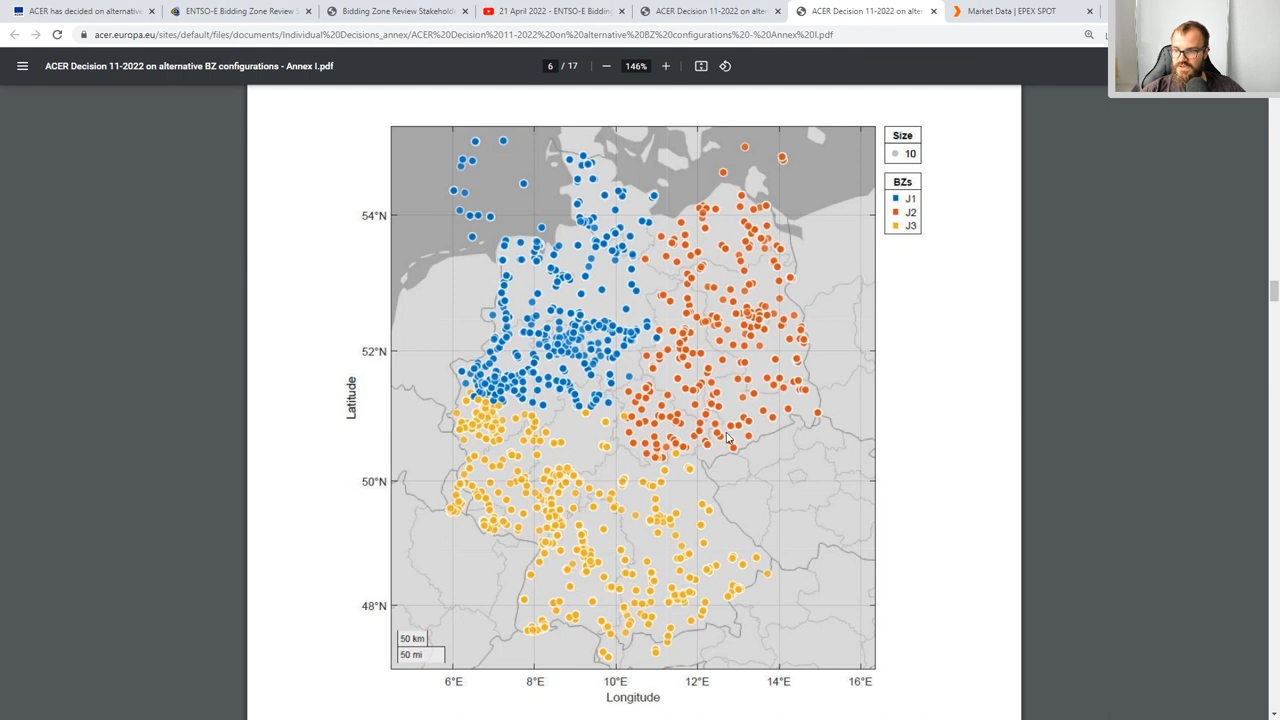 ACER has decided on alternativ
ENTSO-E Bidding Zone Review S
Bidding Zone Review Stakehold
21 April 2022 - ENTSO-E Biddin
ACER Decision 11-2022 on alte
ACER Decision 11-2022 on alte
Market Data | EPEX SPOT
acer.europa.eu/sites/default/files/documents/Individual%20Decisions_annex/ACER%20Decision%2011-2022%20on%20alternative%20BZ%20configurations%20-%20Annex%20I.pdf
ACER Decision 11-2022 on alternative BZ configurations - Annex I.pdf
6 / 17
146%
Size
10
BZs
J1
J2
J3
54°N
52°N
50°N
48°N
Latitude
50 km
50 mi
6°E
8°E
10°E
12°E
14°E
16°E
Longitude